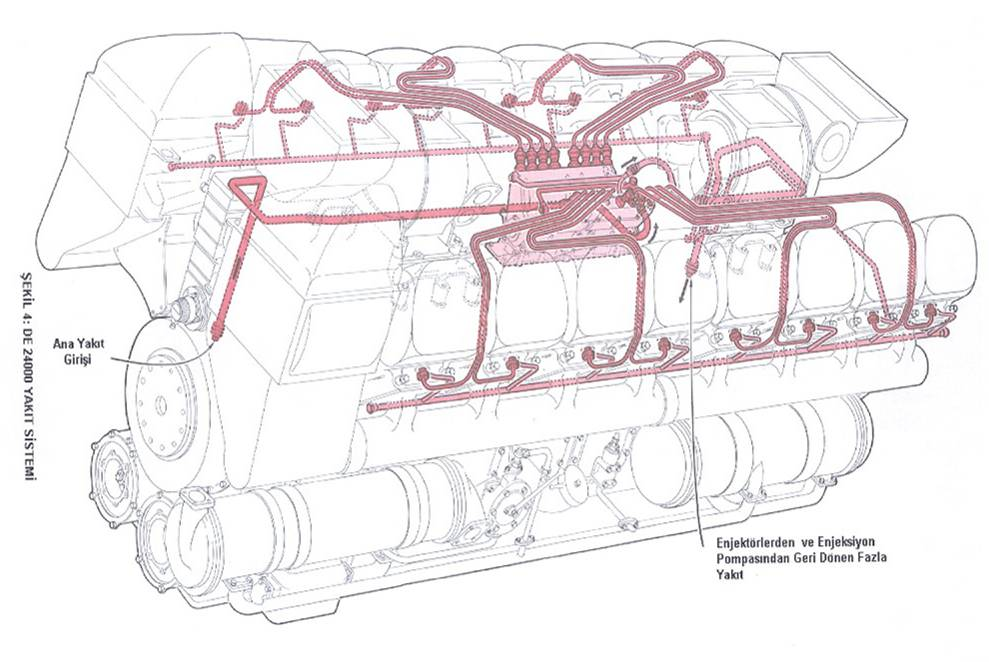 ŞEKİL 4: DE 24000 YAKIT SİSTEMİ
Ana Yakıt
Girişi
Enjektörlerden ve Enjeksiyon
Pompasından Geri Dönen Fazla
Yakıt